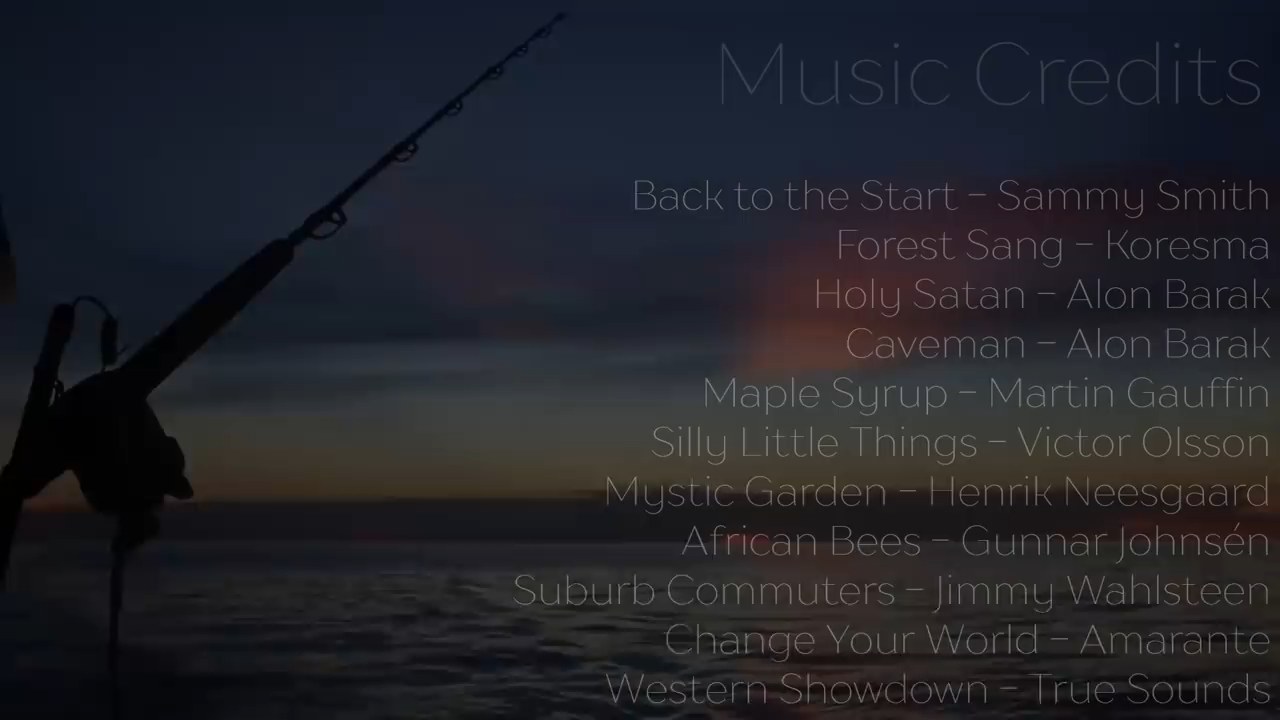 Music Credits
Back to the Start – Sammy Smith
Forest Sang – Koresma
Holy Satan – Alon Barak
Caveman – Alon Barak
Maple Syrup – Martin Gauffin
Silly Little Things – Victor Olsson
Mystic Garden – Henrik Neesgaard
African Bees – Gunnar Johnsén
Suburb Commuters – Jimmy Wahlsteen
Change Your World – Amarante
Western Showdown – True Sounds